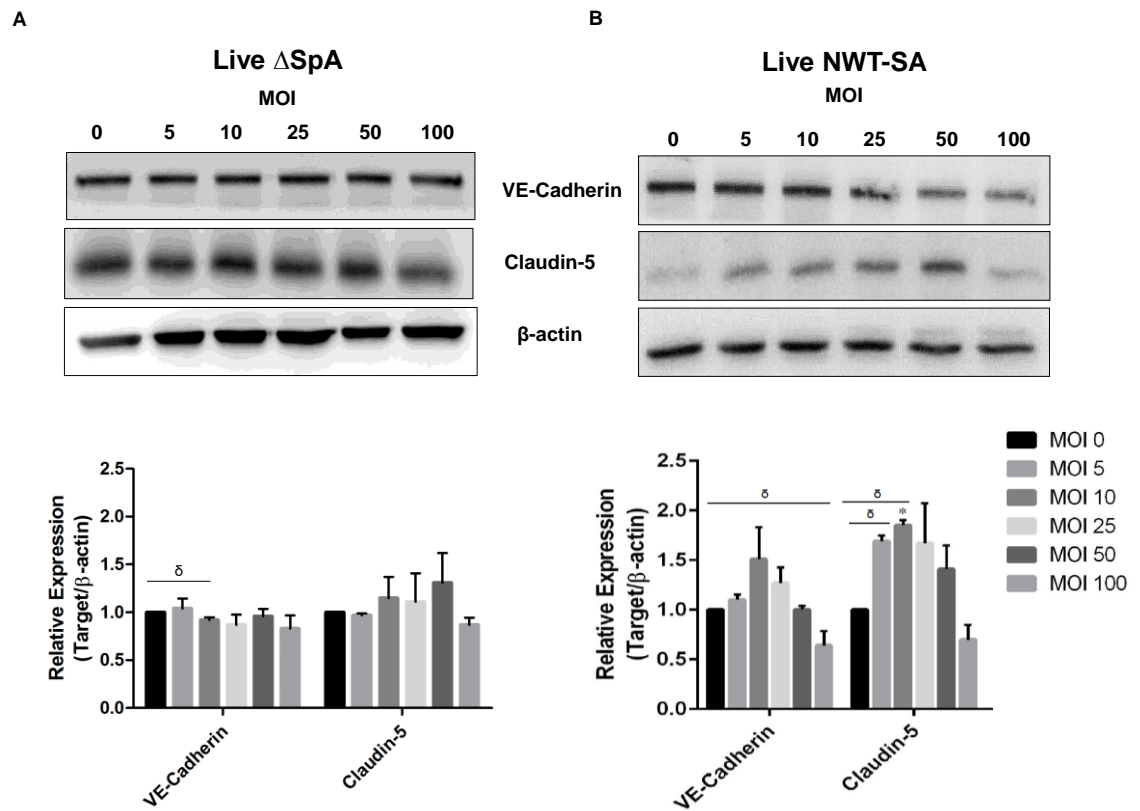 A
B
Live ∆SpA
Live NWT-SA
MOI
MOI
0 5 10 25 50 100
0 5 10 25 50 100
VE-Cadherin
Claudin-5
β-actin
Relative Expression
(Target/β-actin)
2.5
2.0
1.5
1.0
0.5
0.0
δ
VE-Cadherin
Claudin-5
Relative Expression
(Target/β-actin)
2.5
2.0
1.5
1.0
0.5
0.0
δ
δ
δ
*
VE-Cadherin
Claudin-5
MOI 0
MOI 5
MOI 10
MOI 25
MOI 50
MOI 100